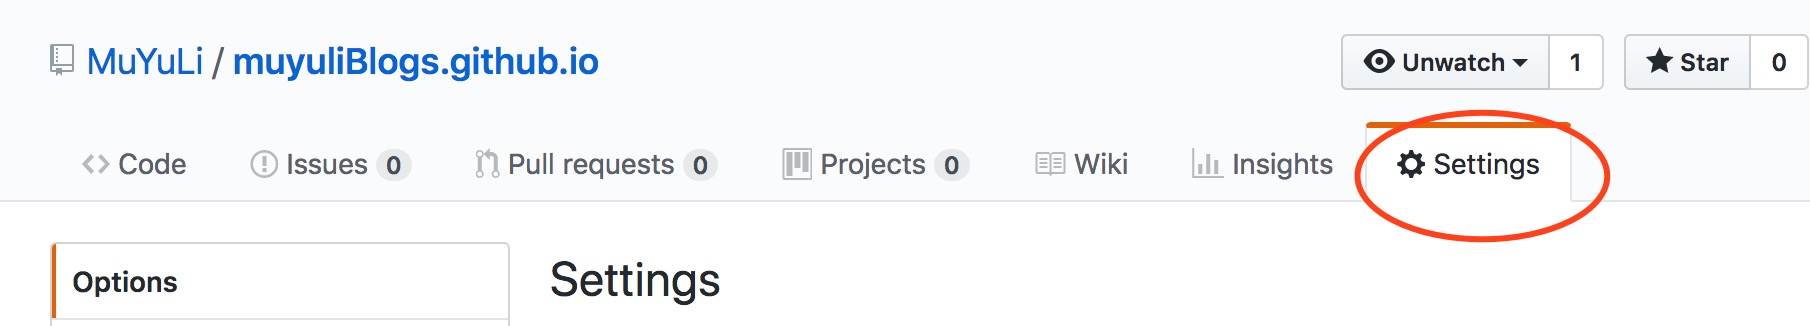 MuYuLi / muyuliBlogs.github.io Unwatch 1 Star 0
Code Issues 0 Pull requests 0 Projects 0 Wiki Insights Settings
Options
Settings